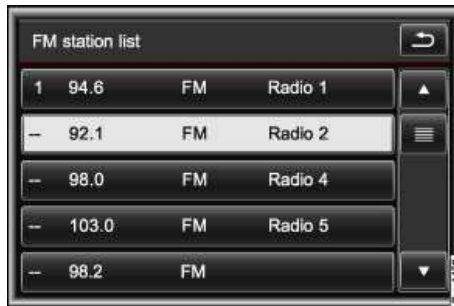 FM station list
1 94.6 FM Radio 1
-- 92.1 FM Radio 2
-- 98.0 FM Radio 4
-- 103.0 FM Radio 5
-- 98.2 FM